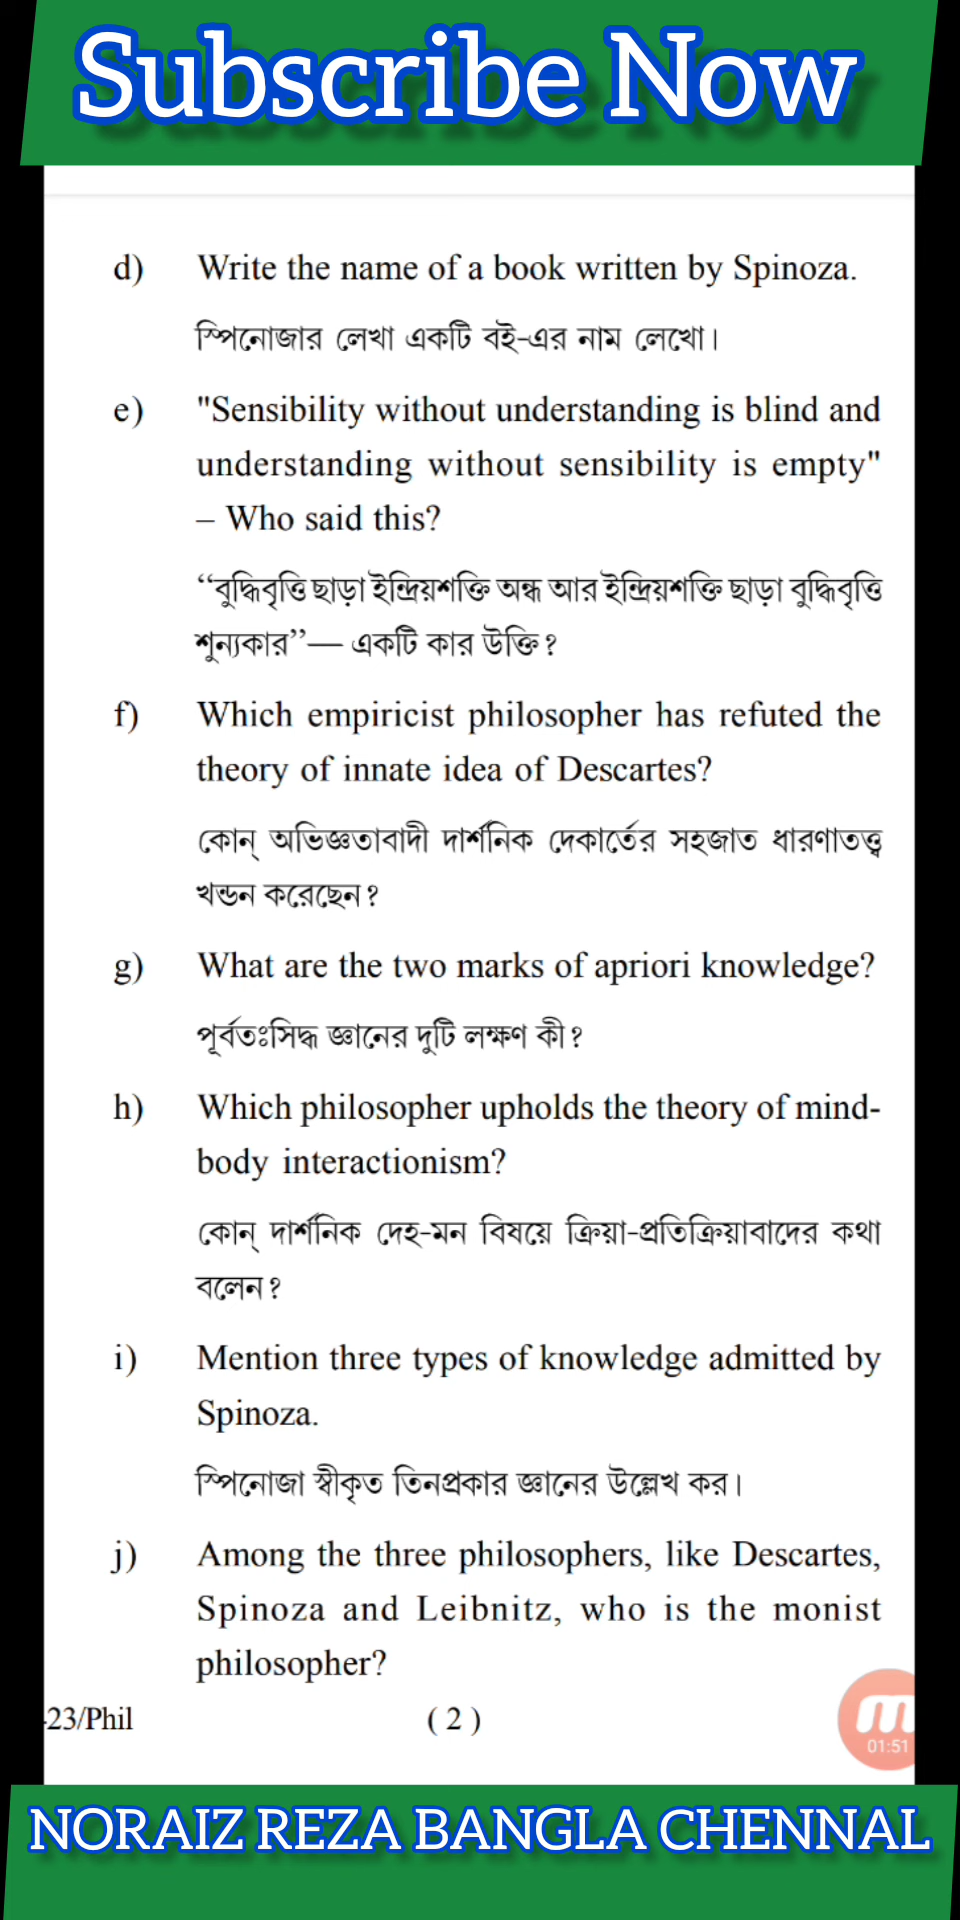 Subscribe Now
d) Write the name of a book written by Spinoza.
স্পিনোজার লেখা একটি বই-এর নাম লেখো।
e) "Sensibility without understanding is blind and
understanding without sensibility is empty"
– Who said this?
“বুদ্ধিবৃত্তি ছাড়া ইন্দ্রিয়শক্তি অন্ধ আর ইন্দ্রিয়শক্তি ছাড়া বুদ্ধিবৃত্তি
শুন্যকার”— একটি কার উক্তি?
f) Which empiricist philosopher has refuted the
theory of innate idea of Descartes?
কোন্ অভিজ্ঞতাবাদী দার্শনিক দেকার্তের সহজাত ধারণাতত্ত্ব
খন্ডন করেছেন?
g) What are the two marks of apriori knowledge?
পূর্বতঃসিদ্ধ জ্ঞানের দুটি লক্ষণ কী?
h) Which philosopher upholds the theory of mind-
body interactionism?
কোন্ দার্শনিক দেহ-মন বিষয়ে ক্রিয়া-প্রতিক্রিয়াবাদের কথা
বলেন?
i) Mention three types of knowledge admitted by
Spinoza.
স্পিনোজা স্বীকৃত তিনপ্রকার জ্ঞানের উল্লেখ কর।
j) Among the three philosophers, like Descartes,
Spinoza and Leibnitz, who is the monist
philosopher?
-23/Phil ( 2 )
01:51
NORAIZ REZA BANGLA CHENNAL